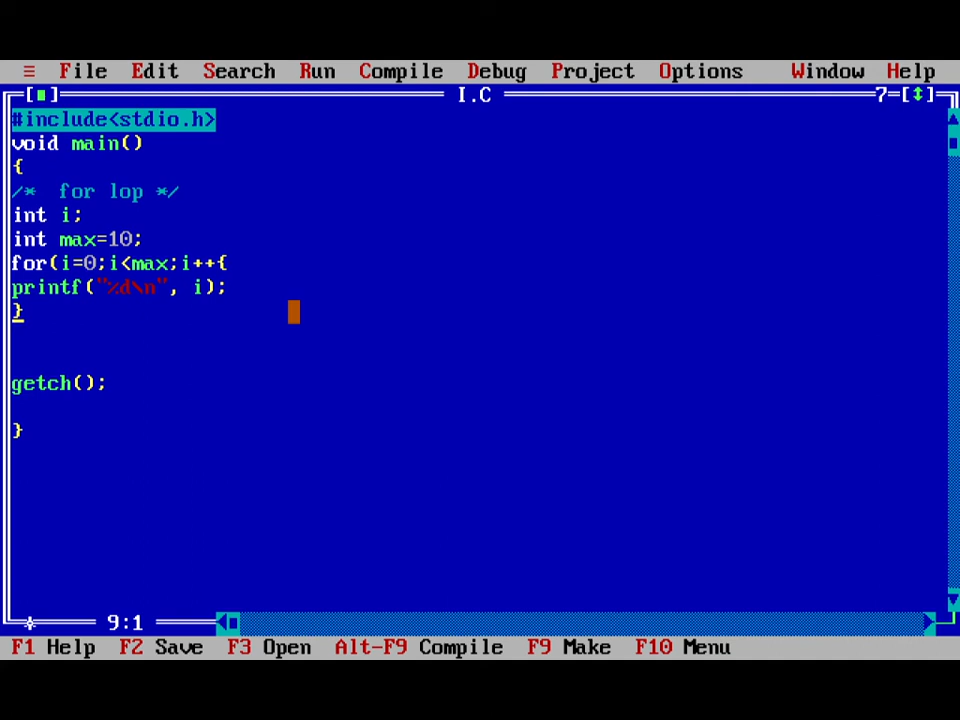 ≡ File Edit Search Run Compile Debug Project Options Window Help
[■] I.C 7=[↕]
#include<stdio.h>
void main()
{
/*  for lop */
int i;
int max=10;
for(i=0;i<max;i++{
printf("%d\n", i);
}
getch();
}
9:1
F1 Help F2 Save F3 Open Alt-F9 Compile F9 Make F10 Menu